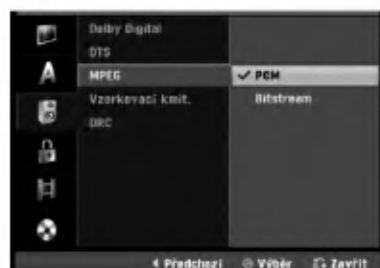 Dolby Digital
DTS
MPEG
✓ PCM
Vzorkovací kmit.
Bitstream
DRC
A
Předchozí Výběr Zavřít